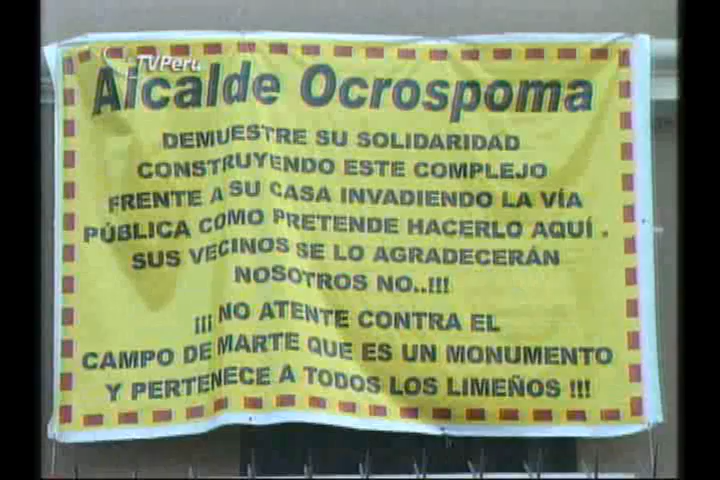 TVPeru
Alcalde Ocrospoma
DEMUESTRE SU SOLIDARIDAD
CONSTRUYENDO ESTE COMPLEJO
FRENTE A SU CASA INVADIENDO LA VÍA
PÚBLICA COMO PRETENDE HACERLO AQUÍ .
SUS VECINOS SE LO AGRADECERÁN
NOSOTROS NO..!!!
¡¡¡ NO ATENTE CONTRA EL
CAMPO DE MARTE QUE ES UN MONUMENTO
Y PERTENECE A TODOS LOS LIMEÑOS !!!